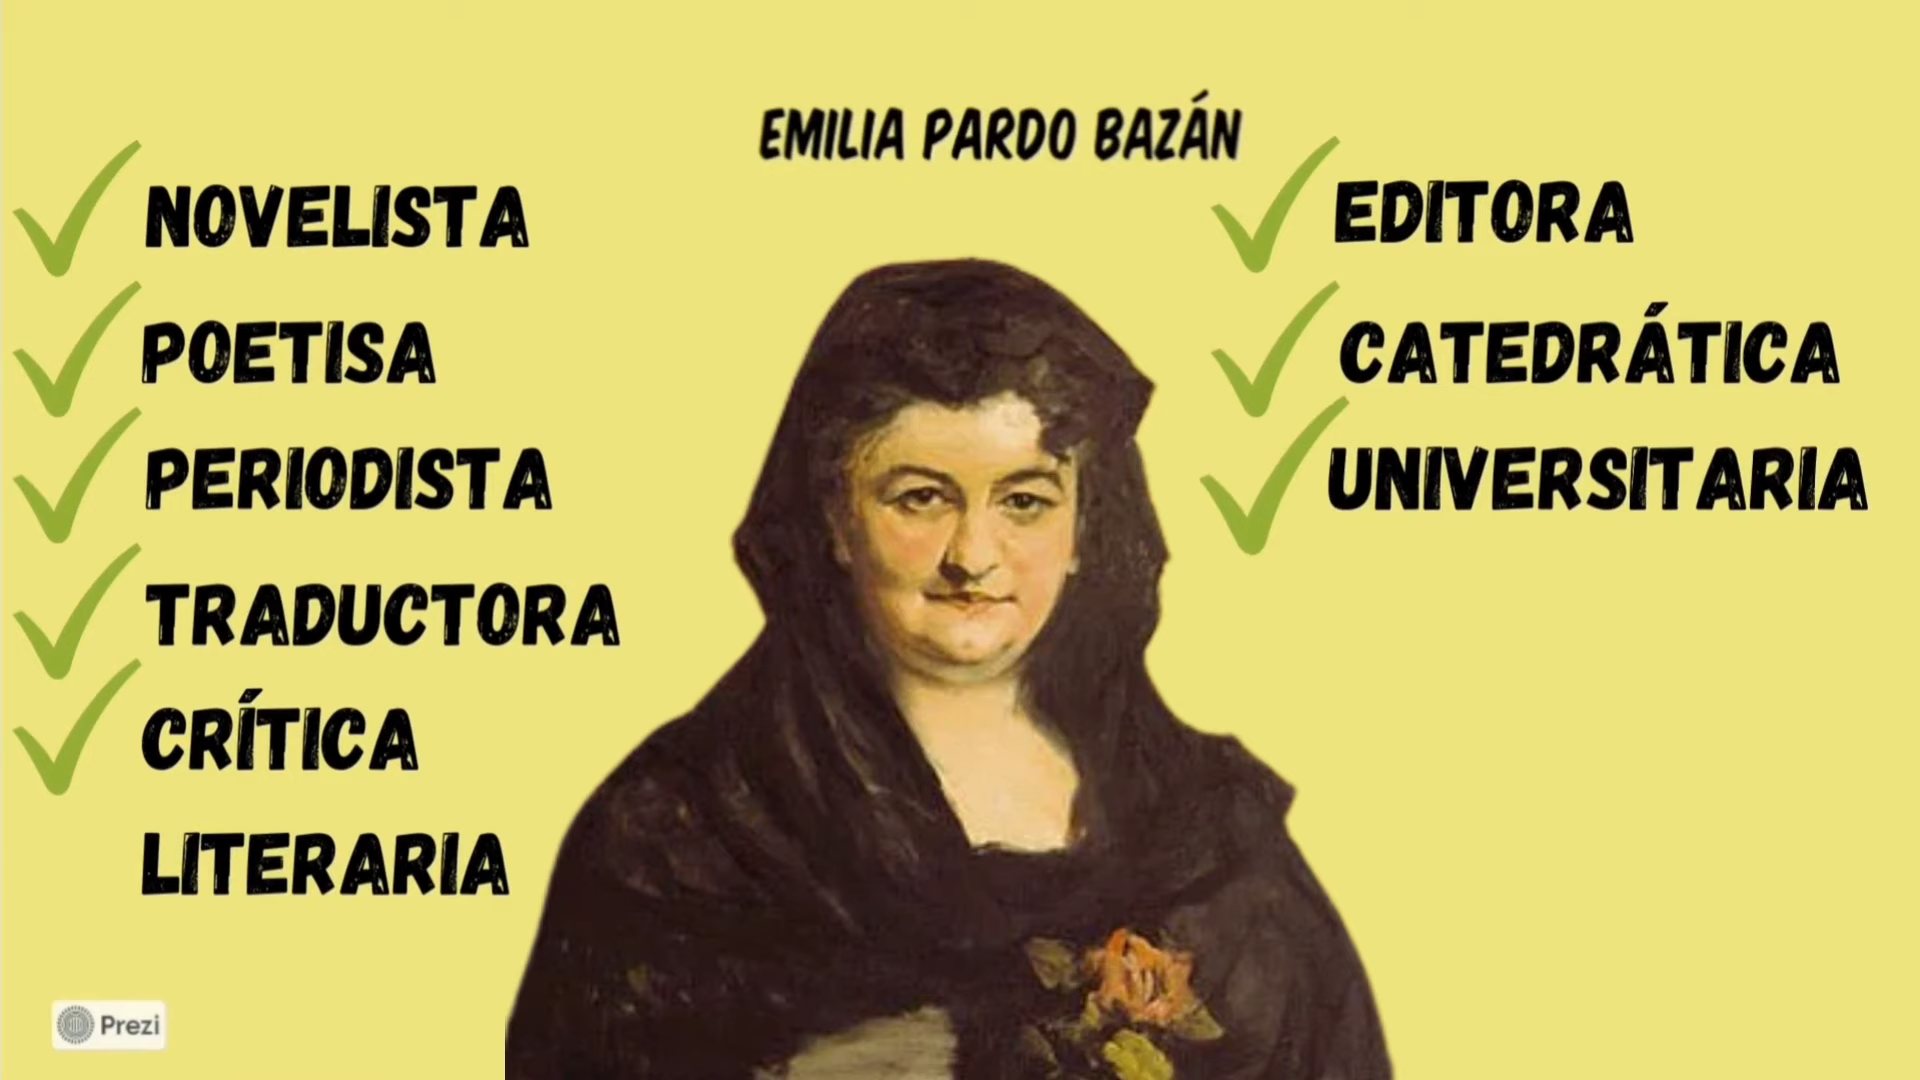 EMILIA PARDO BAZÁN
NOVELISTA
POETISA
PERIODISTA
TRADUCTORA
CRÍTICA
LITERARIA
EDITORA
CATEDRÁTICA
UNIVERSITARIA
Prezi